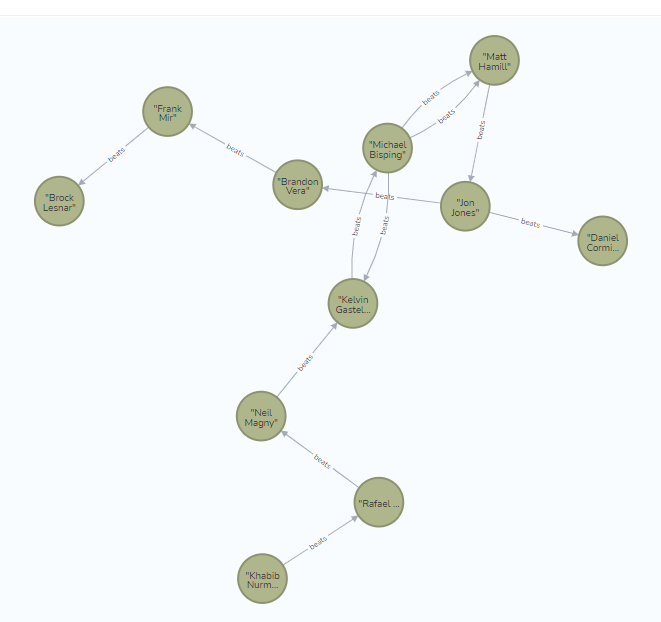 "Matt
Hamill"
"Frank
Mir"
beats
beats
beats
"Michael
Bisping"
beats
beats
beats
"Brandon
Vera"
"Brock
Lesnar"
beats
"Jon
Jones"
beats
"Daniel
Cormi...
beats
beats
"Kelvin
Gastel...
beats
"Neil
Magny"
beats
"Rafael ...
beats
"Khabib
Nurm...